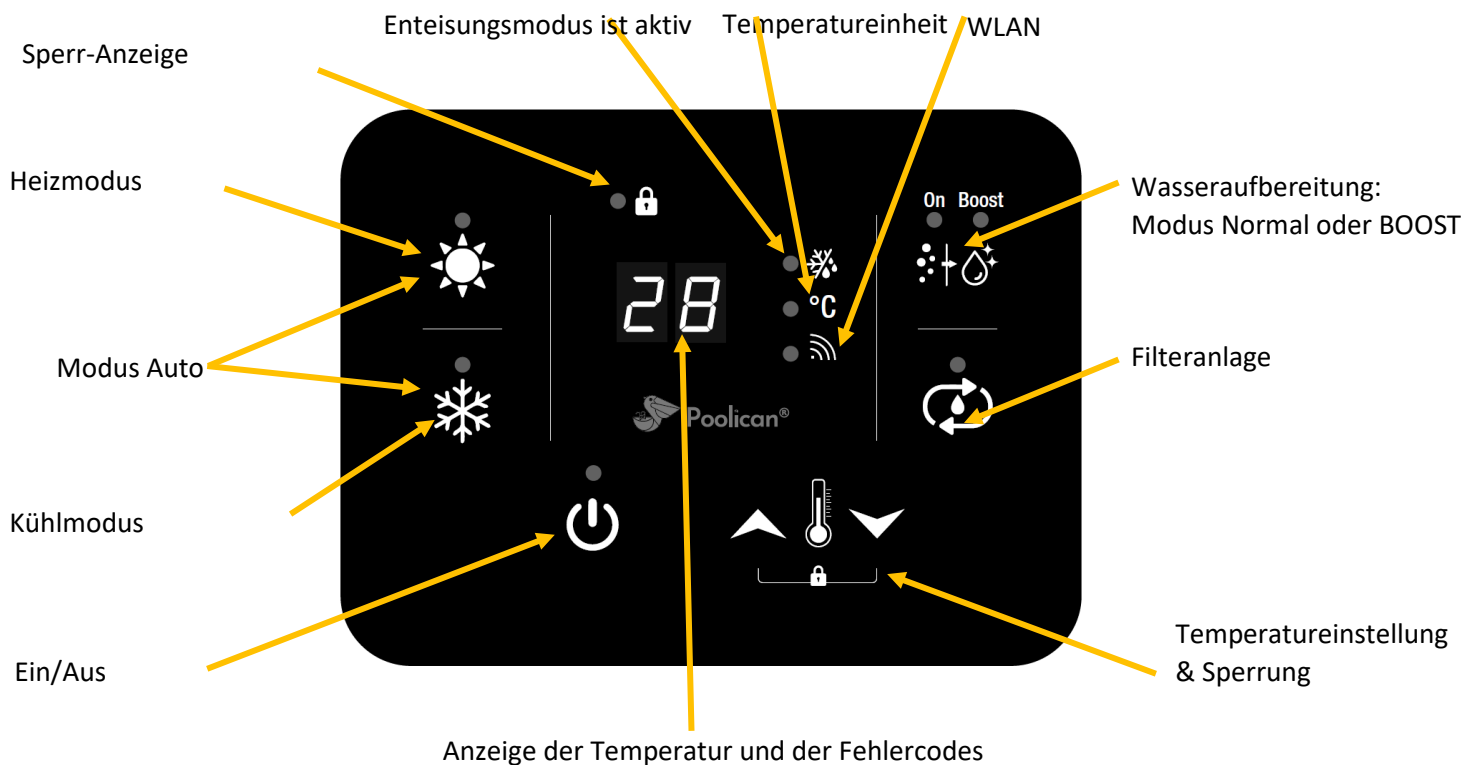 Enteisungsmodus ist aktiv
Temperatureinheit
WLAN
Sperr-Anzeige
Heizmodus
On Boost
Wasseraufbereitung:
Modus Normal oder BOOST
28
°C
Modus Auto
Filteranlage
Poolican®
Kühlmodus
Temperatureinstellung
& Sperrung
Ein/Aus
Anzeige der Temperatur und der Fehlercodes